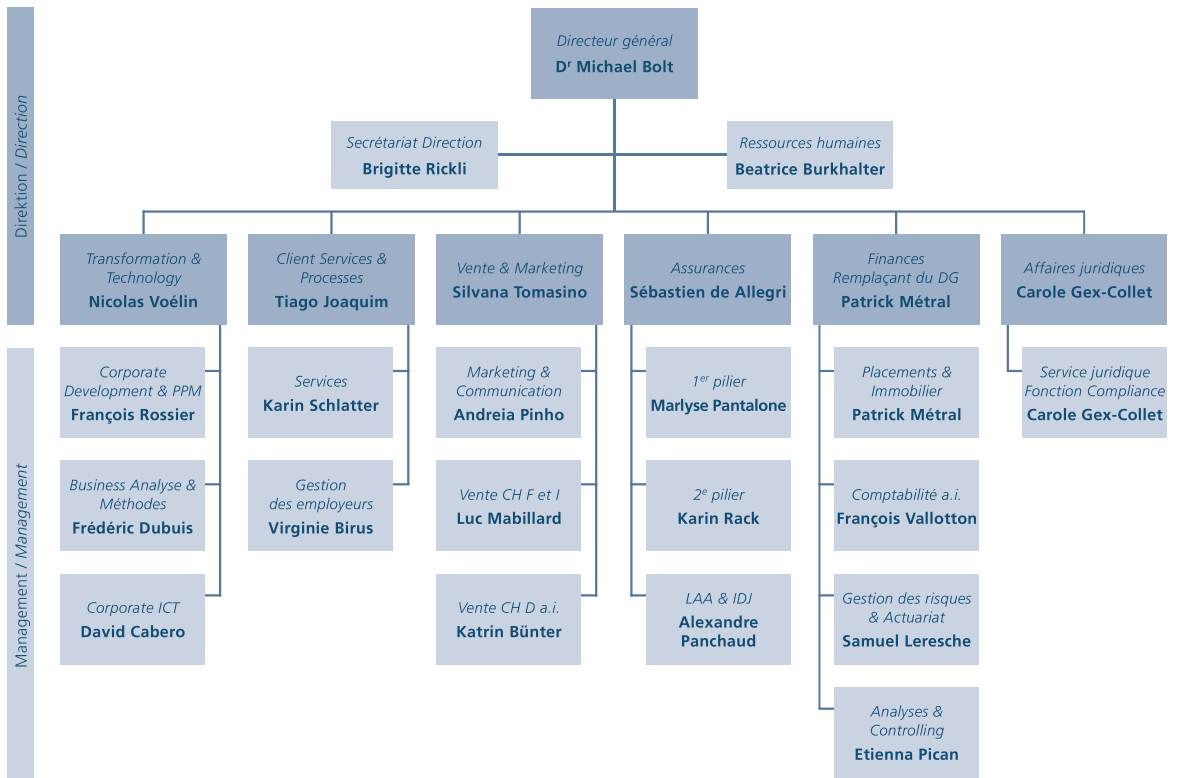 Direktion / Direction
Directeur général
Dʳ Michael Bolt
Secrétariat Direction
Brigitte Rickli
Ressources humaines
Beatrice Burkhalter
Transformation &
Technology
Nicolas Voélin
Client Services &
Processes
Tiago Joaquim
Vente & Marketing
Silvana Tomasino
Assurances
Sébastien de Allegri
Finances
Remplaçant du DG
Patrick Métral
Affaires juridiques
Carole Gex-Collet
Management / Management
Corporate
Development & PPM
François Rossier
Business Analyse &
Méthodes
Frédéric Dubuis
Corporate ICT
David Cabero
Services
Karin Schlatter
Gestion
des employeurs
Virginie Birus
Marketing &
Communication
Andreia Pinho
Vente CH F et I
Luc Mabillard
Vente CH D a.i.
Katrin Bünter
1ᵉʳ pilier
Marlyse Pantalone
2ᵉ pilier
Karin Rack
LAA & IDJ
Alexandre
Panchaud
Placements &
Immobilier
Patrick Métral
Comptabilité a.i.
François Vallotton
Gestion des risques
& Actuariat
Samuel Leresche
Analyses &
Controlling
Etienna Pican
Service juridique
Fonction Compliance
Carole Gex-Collet